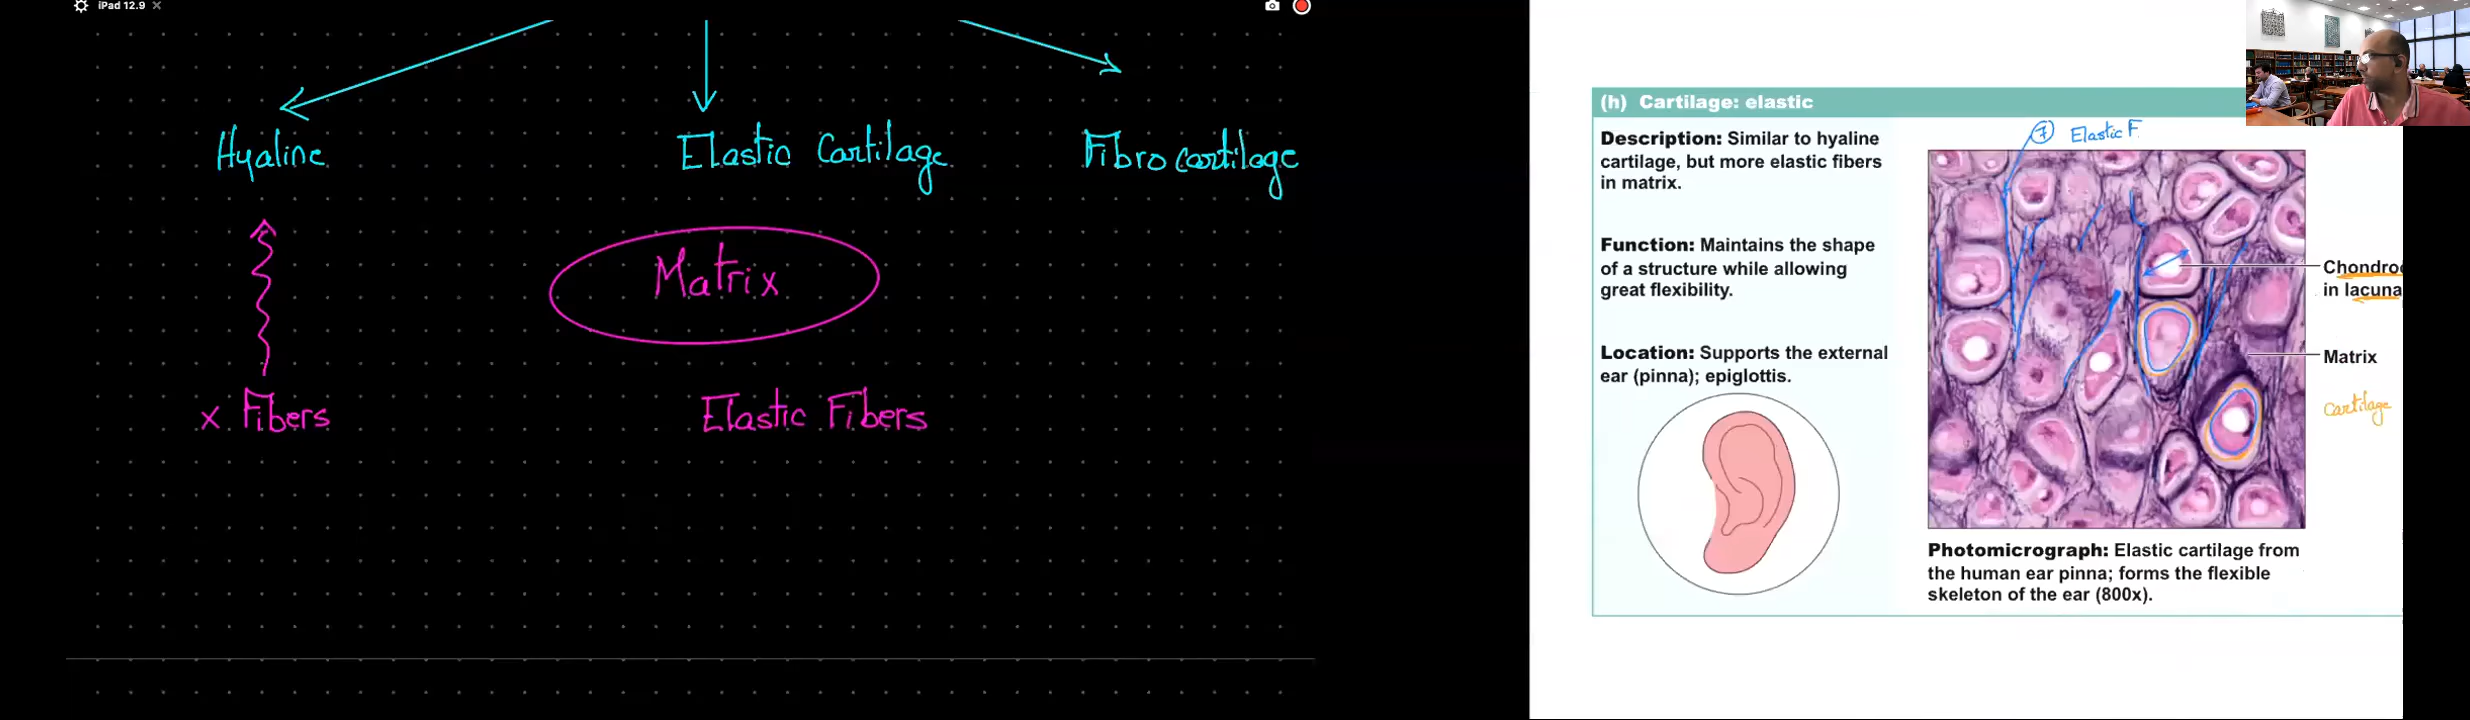 iPad 12.9
Hyaline
Elastic Cartilage
Fibrocartilage
Matrix
x Fibers
Elastic Fibers
(h) Cartilage: elastic
Description: Similar to hyaline
cartilage, but more elastic fibers
in matrix.
Function: Maintains the shape
of a structure while allowing
great flexibility.
Location: Supports the external
ear (pinna); epiglottis.
Elastic F.
Chondroc
in lacuna
Matrix
Cartilage
Photomicrograph: Elastic cartilage from
the human ear pinna; forms the flexible
skeleton of the ear (800x).